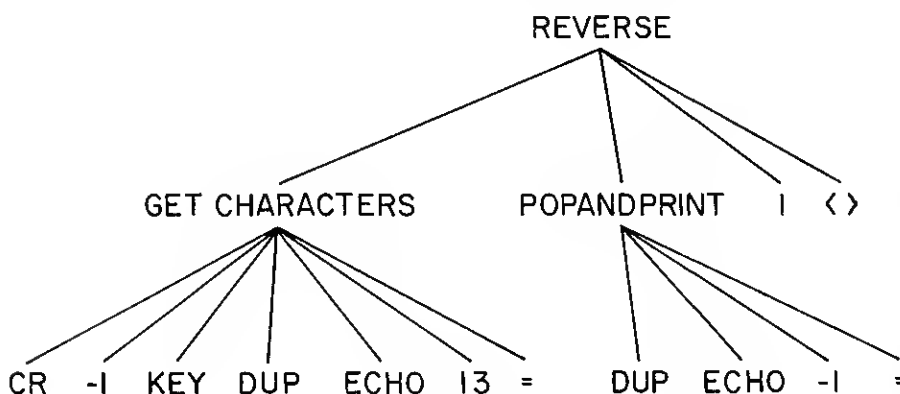 REVERSE
GET CHARACTERS POPANDPRINT 1 <>
CR -1 KEY DUP ECHO 13 = DUP ECHO -1 =